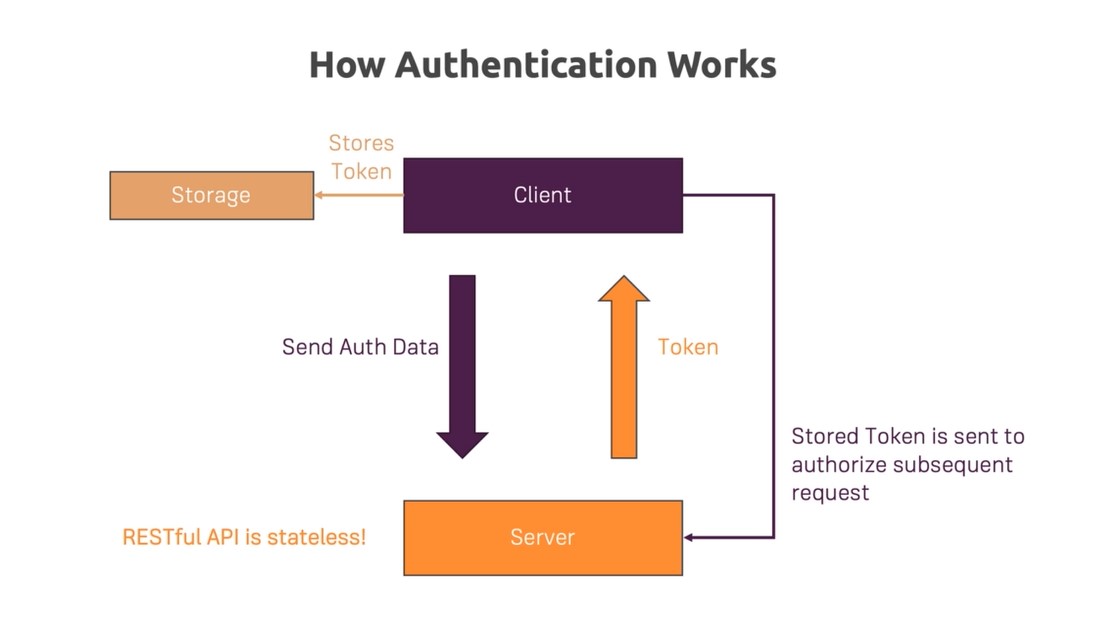 How Authentication Works
Stores
Token
Storage
Client
Send Auth Data
Token
Stored Token is sent to
authorize subsequent
request
RESTful API is stateless!
Server